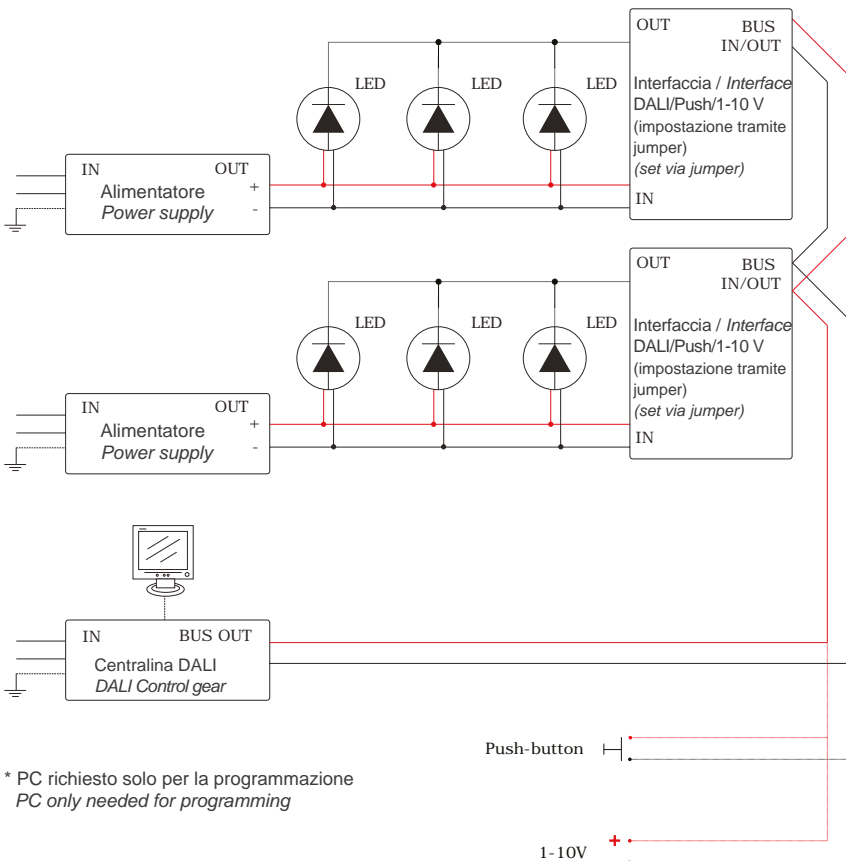 OUT BUS
IN/OUT
LED LED LED
Interfaccia / Interface
DALI/Push/1-10 V
(impostazione tramite
jumper)
(set via jumper)
IN
IN OUT
Alimentatore
Power supply
+
-
OUT BUS
IN/OUT
LED LED LED
Interfaccia / Interface
DALI/Push/1-10 V
(impostazione tramite
jumper)
(set via jumper)
IN
IN OUT
Alimentatore
Power supply
+
-
IN BUS OUT
Centralina DALI
DALI Control gear
Push-button
* PC richiesto solo per la programmazione
PC only needed for programming
+
1-10V